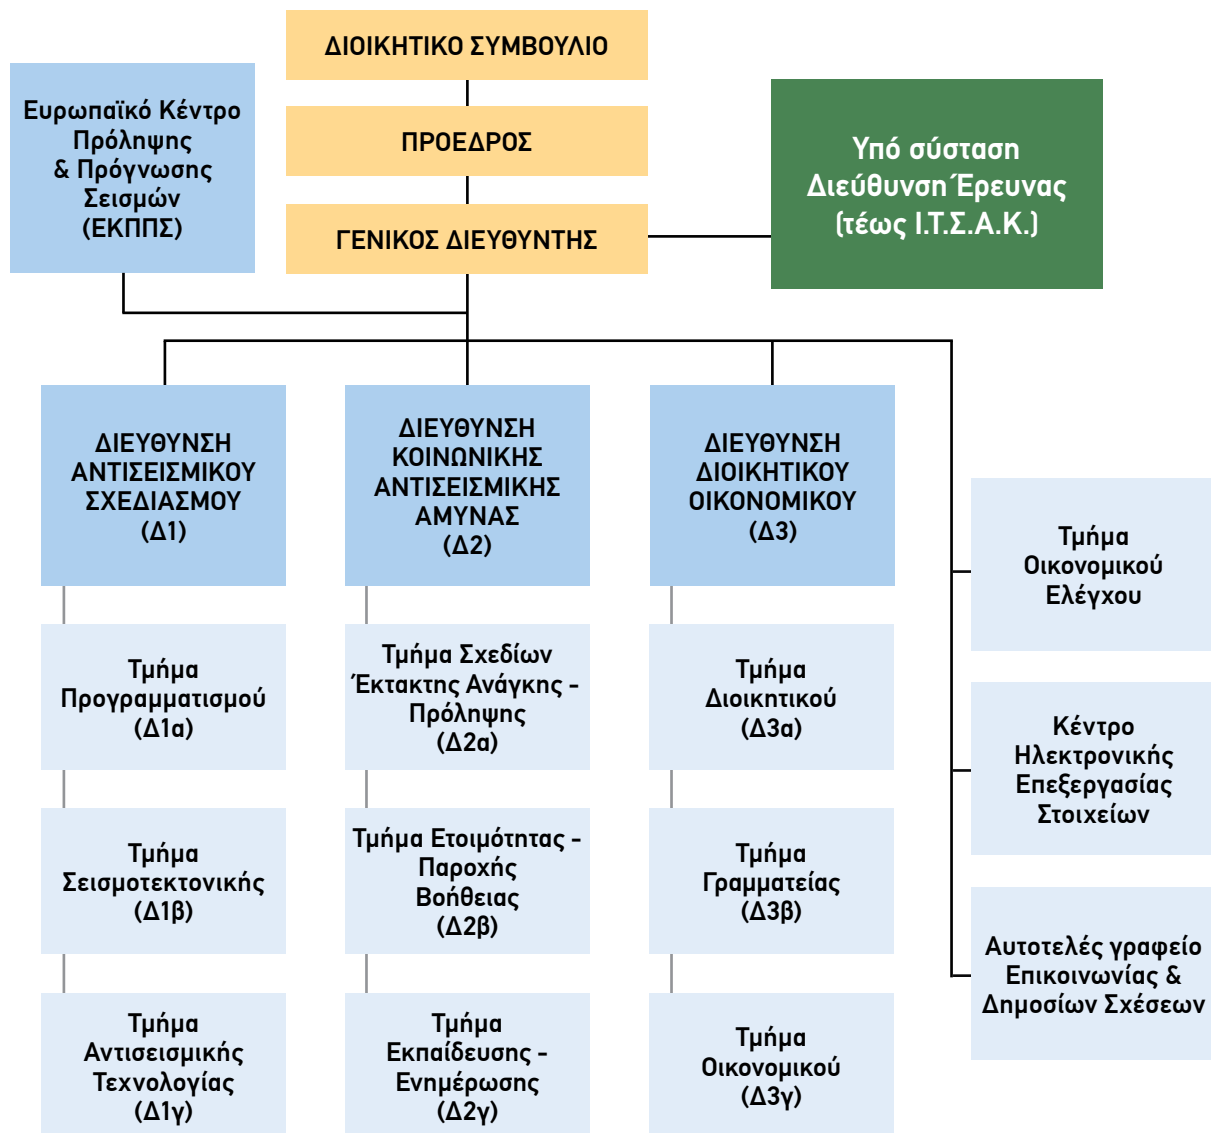 ΔΙΟΙΚΗΤΙΚΟ ΣΥΜΒΟΥΛΙΟ
ΠΡΟΕΔΡΟΣ
ΓΕΝΙΚΟΣ ΔΙΕΥΘΥΝΤΗΣ
Ευρωπαϊκό Κέντρο
Πρόληψης
& Πρόγνωσης
Σεισμών
(ΕΚΠΠΣ)
Υπό σύσταση
Διεύθυνση Έρευνας
(τέως Ι.Τ.Σ.Α.Κ.)
ΔΙΕΥΘΥΝΣΗ
ΑΝΤΙΣΕΙΣΜΙΚΟΥ
ΣΧΕΔΙΑΣΜΟΥ
(Δ1)
Τμήμα
Προγραμματισμού
(Δ1α)
Τμήμα
Σεισμοτεκτονικής
(Δ1β)
Τμήμα
Αντισεισμικής
Τεχνολογίας
(Δ1γ)
ΔΙΕΥΘΥΝΣΗ
ΚΟΙΝΩΝΙΚΗΣ
ΑΝΤΙΣΕΙΣΜΙΚΗΣ
ΑΜΥΝΑΣ
(Δ2)
Τμήμα Σχεδίων
Έκτακτης Ανάγκης -
Πρόληψης
(Δ2α)
Τμήμα Ετοιμότητας -
Παροχής
Βοήθειας
(Δ2β)
Τμήμα
Εκπαίδευσης -
Ενημέρωσης
(Δ2γ)
ΔΙΕΥΘΥΝΣΗ
ΔΙΟΙΚΗΤΙΚΟΥ
ΟΙΚΟΝΟΜΙΚΟΥ
(Δ3)
Τμήμα
Διοικητικού
(Δ3α)
Τμήμα
Γραμματείας
(Δ3β)
Τμήμα
Οικονομικού
(Δ3γ)
Τμήμα
Οικονομικού
Ελέγχου
Κέντρο
Ηλεκτρονικής
Επεξεργασίας
Στοιχείων
Αυτοτελές γραφείο
Επικοινωνίας &
Δημοσίων Σχέσεων